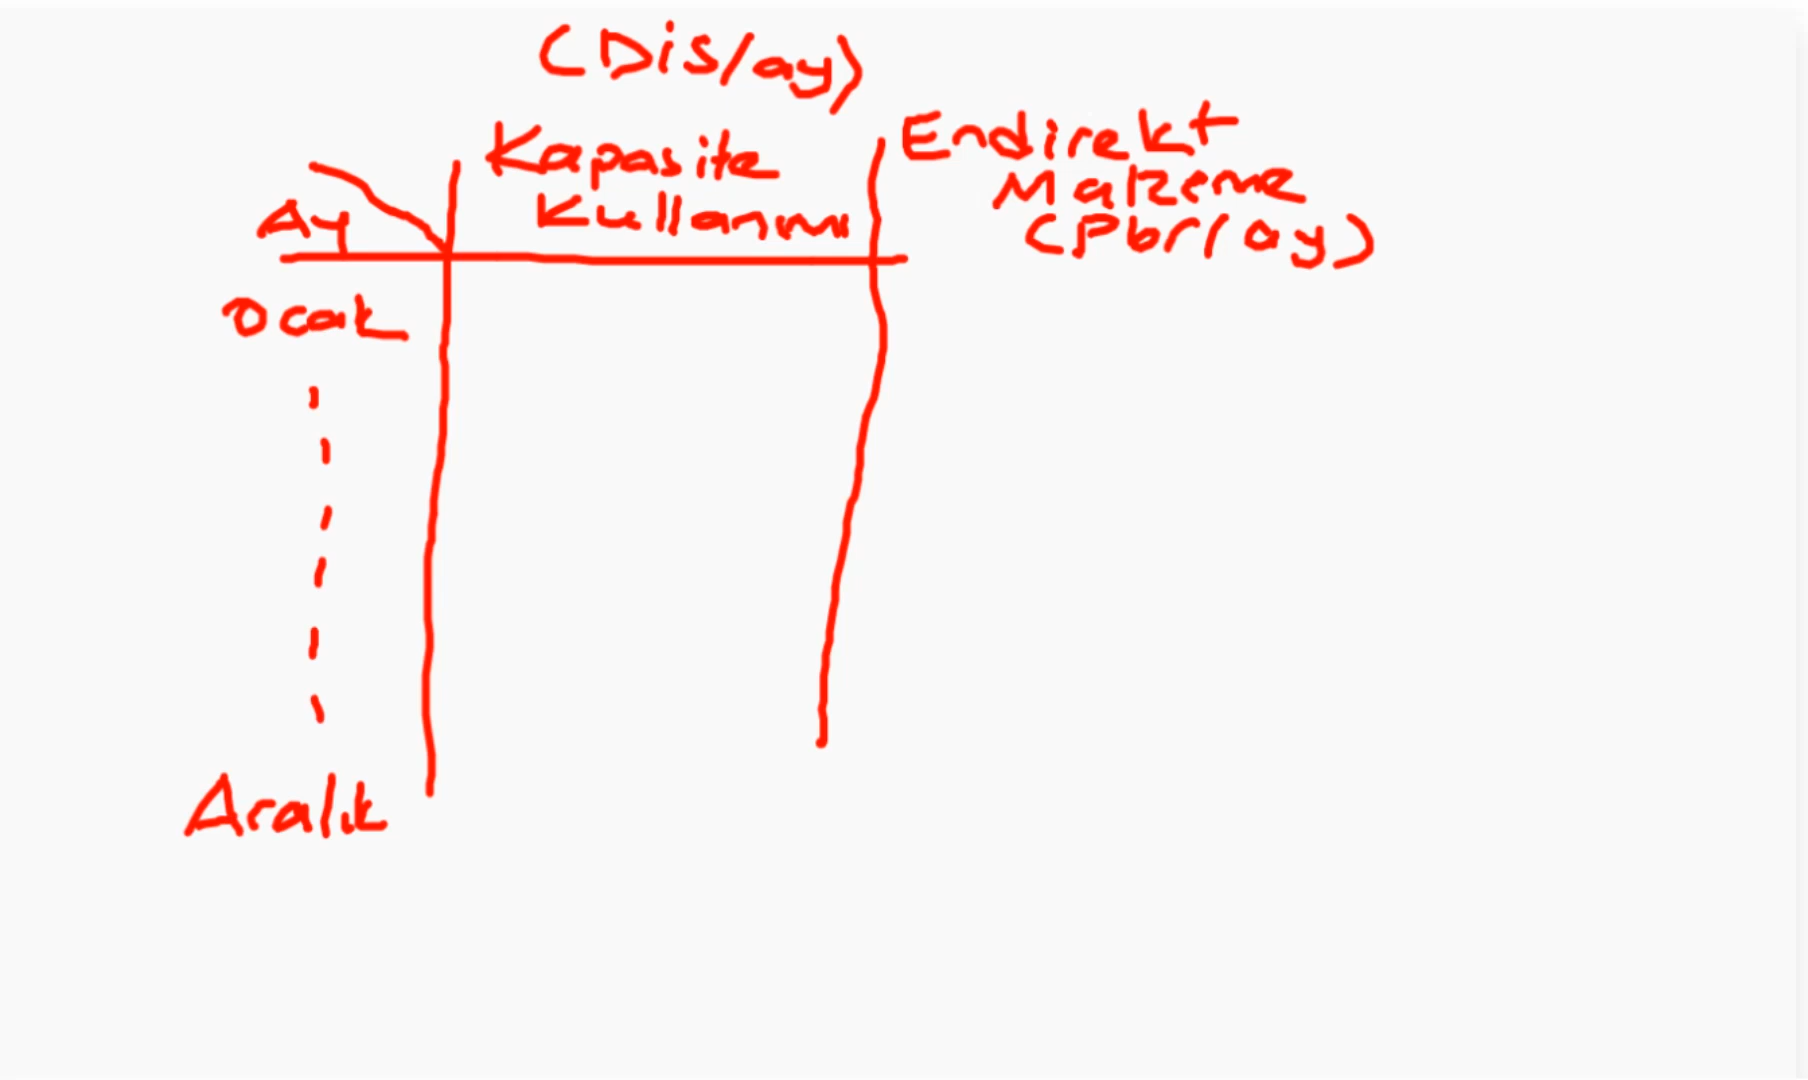 (Dis/ay)
Kapasite
Kullanımı
Endirekt
Malzeme
(Pbr/ay)
Ay
Ocak
Aralık